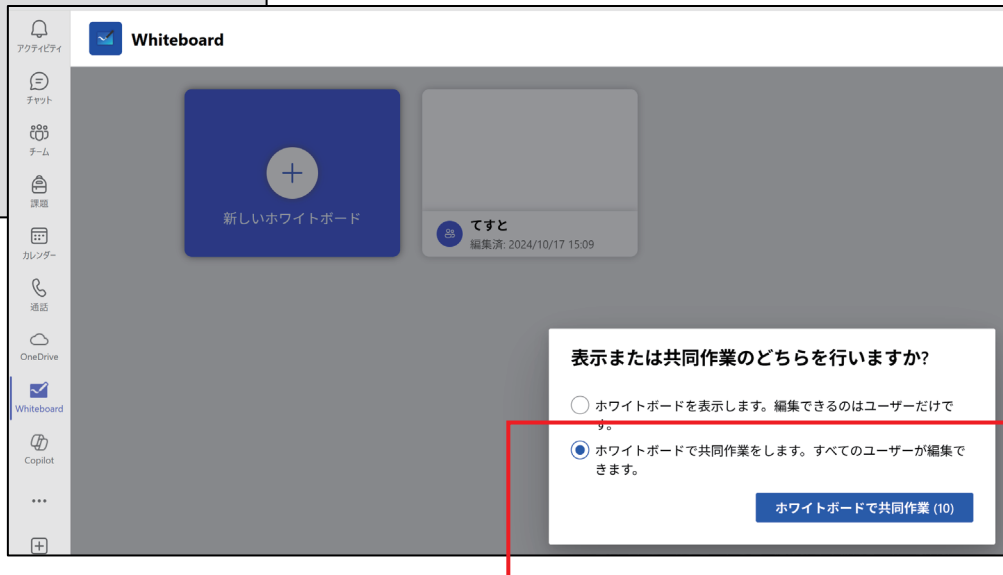 アクティビティ
Whiteboard
チャット
チーム
課題
新しいホワイトボード
てすと
編集済: 2024/10/17 15:09
カレンダー
通話
OneDrive
Whiteboard
Copilot
表示または共同作業のどちらを行いますか?
ホワイトボードを表示します。編集できるのはユーザーだけで
す。
ホワイトボードで共同作業をします。すべてのユーザーが編集で
きます。
ホワイトボードで共同作業 (10)